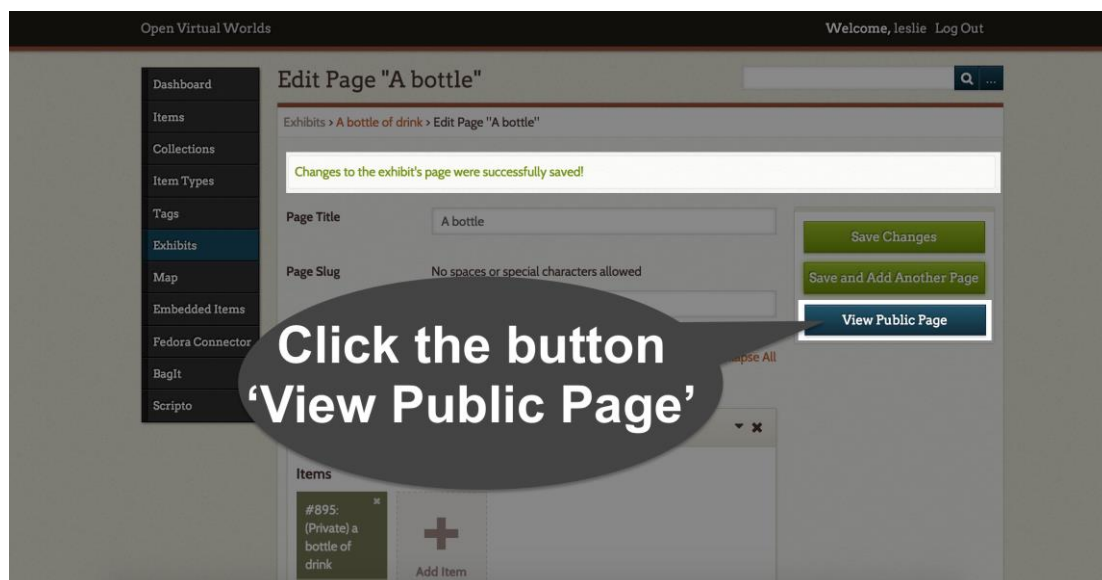 Open Virtual Worlds
Welcome, leslie Log Out
Dashboard
Items
Collections
Item Types
Tags
Exhibits
Map
Embedded Items
Fedora Connector
BagIt
Scripto
Edit Page "A bottle"
...
Exhibits > A bottle of drink > Edit Page "A bottle"
Changes to the exhibit's page were successfully saved!
Page Title
A bottle
Page Slug
No spaces or special characters allowed
Save Changes
Save and Add Another Page
View Public Page
Click the button
‘View Public Page’
All
Items
#895:
(Private) a
bottle of
drink
Add Item